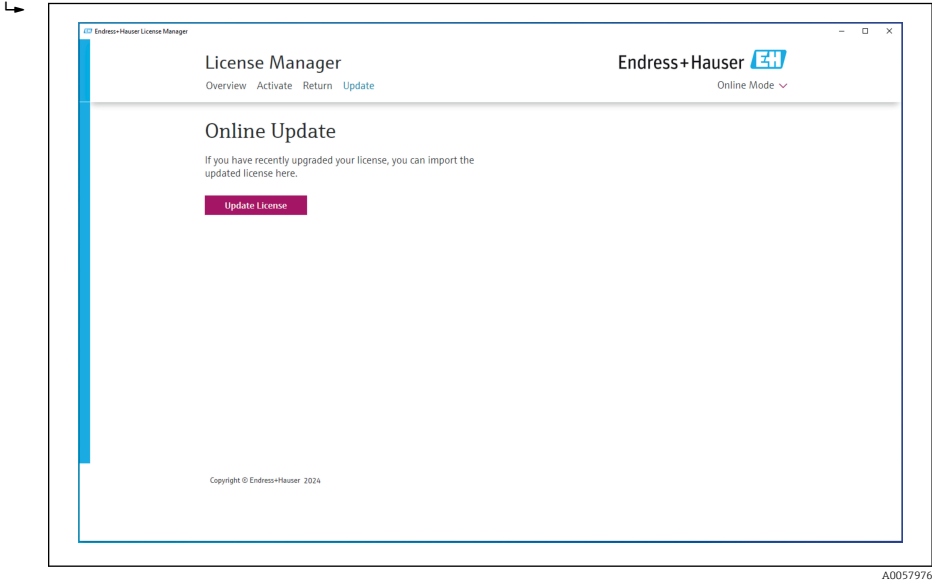 Endress+Hauser License Manager
License Manager
Endress+Hauser EH
Overview Activate Return Update
Online Mode
Online Update
If you have recently upgraded your license, you can import the
updated license here.
Update License
Copyright © Endress+Hauser 2024
A0057976